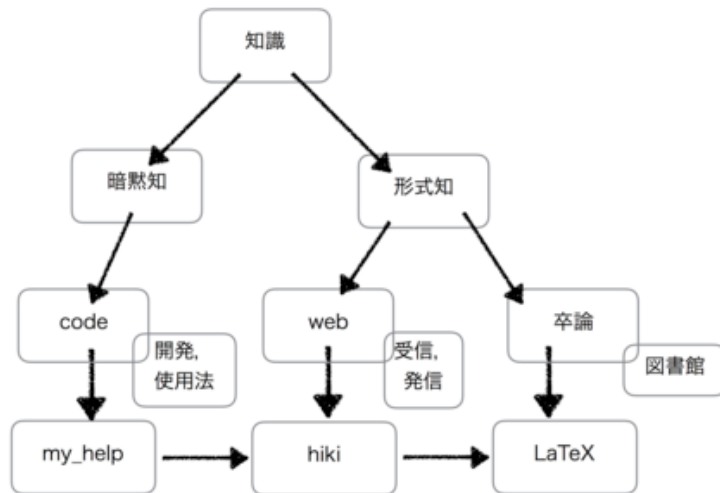 知識
暗黙知
形式知
code
web
卒論
開発,
使用法
受信,
発信
図書館
my_help
hiki
LaTeX